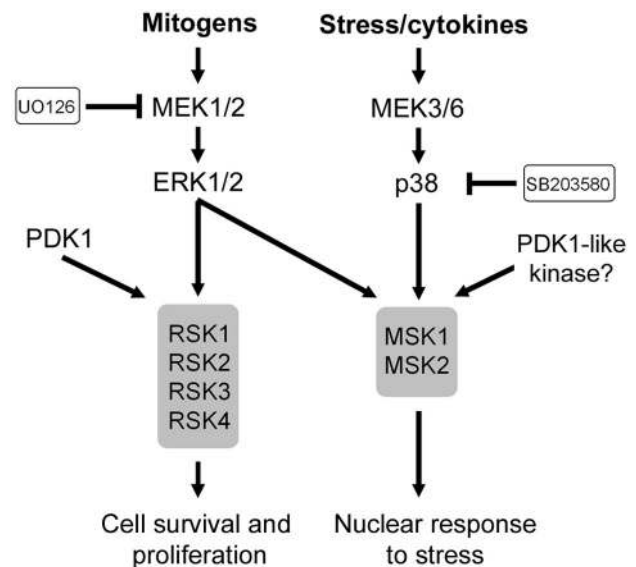 Mitogens
Stress/cytokines
UO126
MEK1/2
MEK3/6
ERK1/2
p38
SB203580
PDK1
PDK1-like
kinase?
RSK1
RSK2
RSK3
RSK4
MSK1
MSK2
Cell survival and
proliferation
Nuclear response
to stress